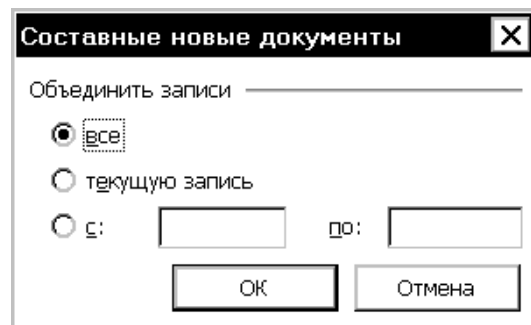 Составные новые документы
Объединить записи
все
текущую запись
с: по:
ОК Отмена